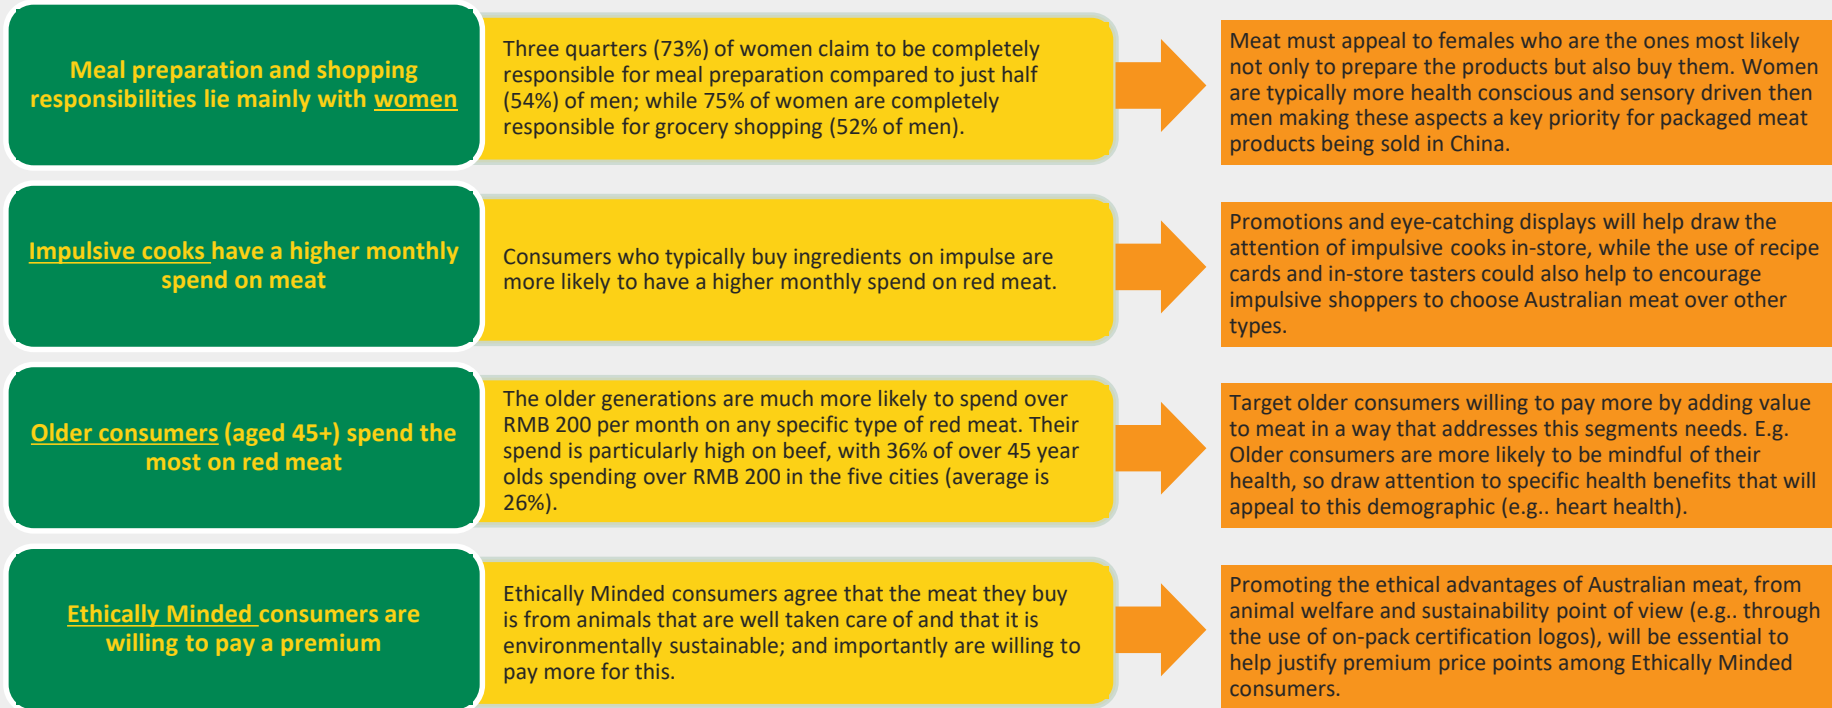 Meal preparation and shopping
responsibilities lie mainly with women
Three quarters (73%) of women claim to be completely
responsible for meal preparation compared to just half
(54%) of men; while 75% of women are completely
responsible for grocery shopping (52% of men).
Meat must appeal to females who are the ones most likely
not only to prepare the products but also buy them. Women
are typically more health conscious and sensory driven then
men making these aspects a key priority for packaged meat
products being sold in China.
Impulsive cooks have a higher monthly
spend on meat
Consumers who typically buy ingredients on impulse are
more likely to have a higher monthly spend on red meat.
Promotions and eye-catching displays will help draw the
attention of impulsive cooks in-store, while the use of recipe
cards and in-store tasters could also help to encourage
impulsive shoppers to choose Australian meat over other
types.
Older consumers (aged 45+) spend the
most on red meat
The older generations are much more likely to spend over
RMB 200 per month on any specific type of red meat. Their
spend is particularly high on beef, with 36% of over 45 year
olds spending over RMB 200 in the five cities (average is
26%).
Target older consumers willing to pay more by adding value
to meat in a way that addresses this segments needs. E.g.
Older consumers are more likely to be mindful of their
health, so draw attention to specific health benefits that will
appeal to this demographic (e.g.. heart health).
Ethically Minded consumers are
willing to pay a premium
Ethically Minded consumers agree that the meat they buy
is from animals that are well taken care of and that it is
environmentally sustainable; and importantly are willing to
pay more for this.
Promoting the ethical advantages of Australian meat, from
animal welfare and sustainability point of view (e.g.. through
the use of on-pack certification logos), will be essential to
help justify premium price points among Ethically Minded
consumers.